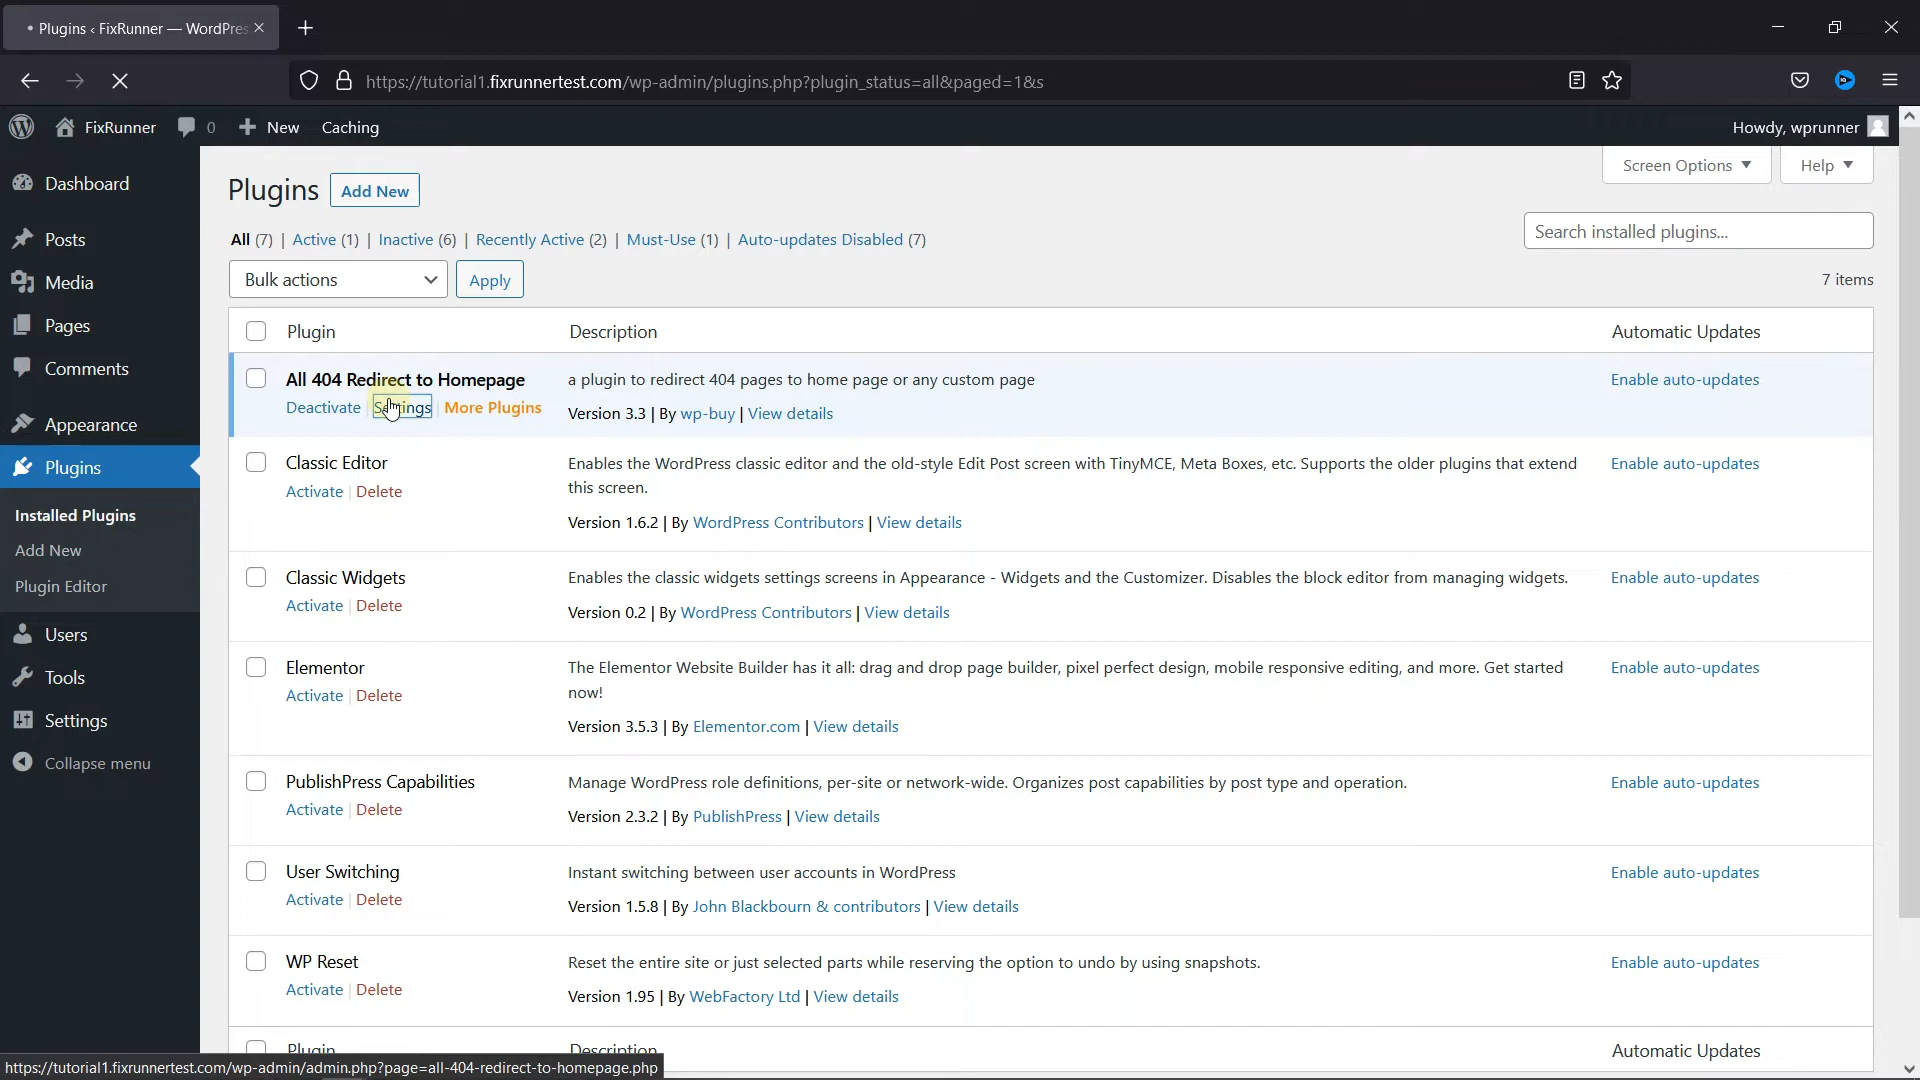 Plugins ‹ FixRunner — WordPres
https://tutorial1.fixrunnertest.com/wp-admin/plugins.php?plugin_status=all&paged=1&s
FixRunner 0 New Caching Howdy, wprunner
Dashboard
Posts
Media
Pages
Comments
Appearance
Plugins
Installed Plugins
Add New
Plugin Editor
Users
Tools
Settings
Collapse menu
Screen Options Help
Plugins Add New
All (7) | Active (1) | Inactive (6) | Recently Active (2) | Must-Use (1) | Auto-updates Disabled (7)
Search installed plugins...
Bulk actions Apply 7 items
Plugin Description Automatic Updates
All 404 Redirect to Homepage a plugin to redirect 404 pages to home page or any custom page Enable auto-updates
Deactivate | Settings | More Plugins Version 3.3 | By wp-buy | View details
Classic Editor Enables the WordPress classic editor and the old-style Edit Post screen with TinyMCE, Meta Boxes, etc. Supports the older plugins that extend Enable auto-updates
Activate | Delete this screen.
Version 1.6.2 | By WordPress Contributors | View details
Classic Widgets Enables the classic widgets settings screens in Appearance - Widgets and the Customizer. Disables the block editor from managing widgets. Enable auto-updates
Activate | Delete Version 0.2 | By WordPress Contributors | View details
Elementor The Elementor Website Builder has it all: drag and drop page builder, pixel perfect design, mobile responsive editing, and more. Get started Enable auto-updates
Activate | Delete now!
Version 3.5.3 | By Elementor.com | View details
PublishPress Capabilities Manage WordPress role definitions, per-site or network-wide. Organizes post capabilities by post type and operation. Enable auto-updates
Activate | Delete Version 2.3.2 | By PublishPress | View details
User Switching Instant switching between user accounts in WordPress Enable auto-updates
Activate | Delete Version 1.5.8 | By John Blackbourn & contributors | View details
WP Reset Reset the entire site or just selected parts while reserving the option to undo by using snapshots. Enable auto-updates
Activate | Delete Version 1.95 | By WebFactory Ltd | View details
Plugin Description Automatic Updates
https://tutorial1.fixrunnertest.com/wp-admin/admin.php?page=all-404-redirect-to-homepage.php